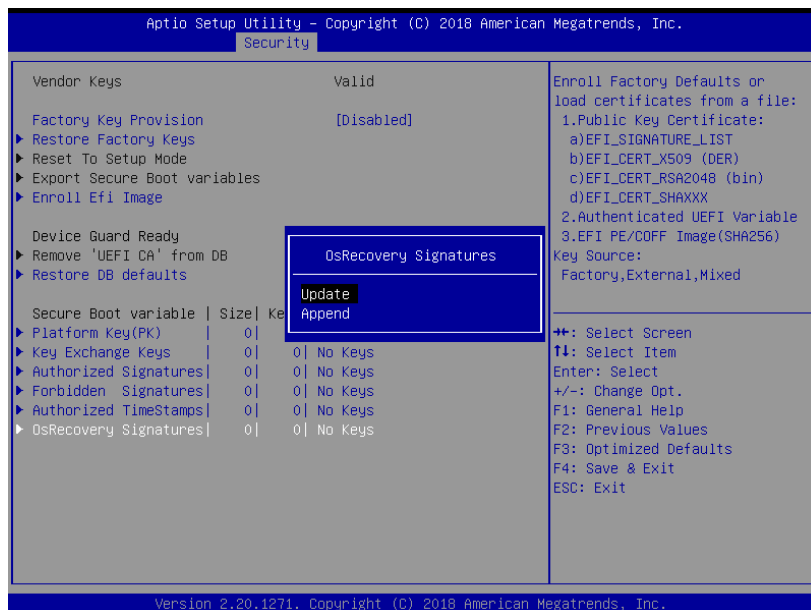 Aptio Setup Utility – Copyright (C) 2018 American Megatrends, Inc.
Security
Vendor Keys Valid
Factory Key Provision [Disabled]
Restore Factory Keys
Reset To Setup Mode
Export Secure Boot variables
Enroll Efi Image
Device Guard Ready
Remove 'UEFI CA' from DB
Restore DB defaults
Secure Boot variable | Size| Ke
Platform Key(PK) | 0|
Key Exchange Keys | 0| 0| No Keys
Authorized Signatures| 0| 0| No Keys
Forbidden Signatures| 0| 0| No Keys
Authorized TimeStamps| 0| 0| No Keys
OsRecovery Signatures| 0| 0| No Keys
OsRecovery Signatures
Update
Append
Enroll Factory Defaults or
load certificates from a file:
1.Public Key Certificate:
a)EFI_SIGNATURE_LIST
b)EFI_CERT_X509 (DER)
c)EFI_CERT_RSA2048 (bin)
d)EFI_CERT_SHAXXX
2.Authenticated UEFI Variable
3.EFI PE/COFF Image(SHA256)
Key Source:
Factory,External,Mixed
→←: Select Screen
↑↓: Select Item
Enter: Select
+/-: Change Opt.
F1: General Help
F2: Previous Values
F3: Optimized Defaults
F4: Save & Exit
ESC: Exit
Version 2.20.1271. Copyright (C) 2018 American Megatrends, Inc.